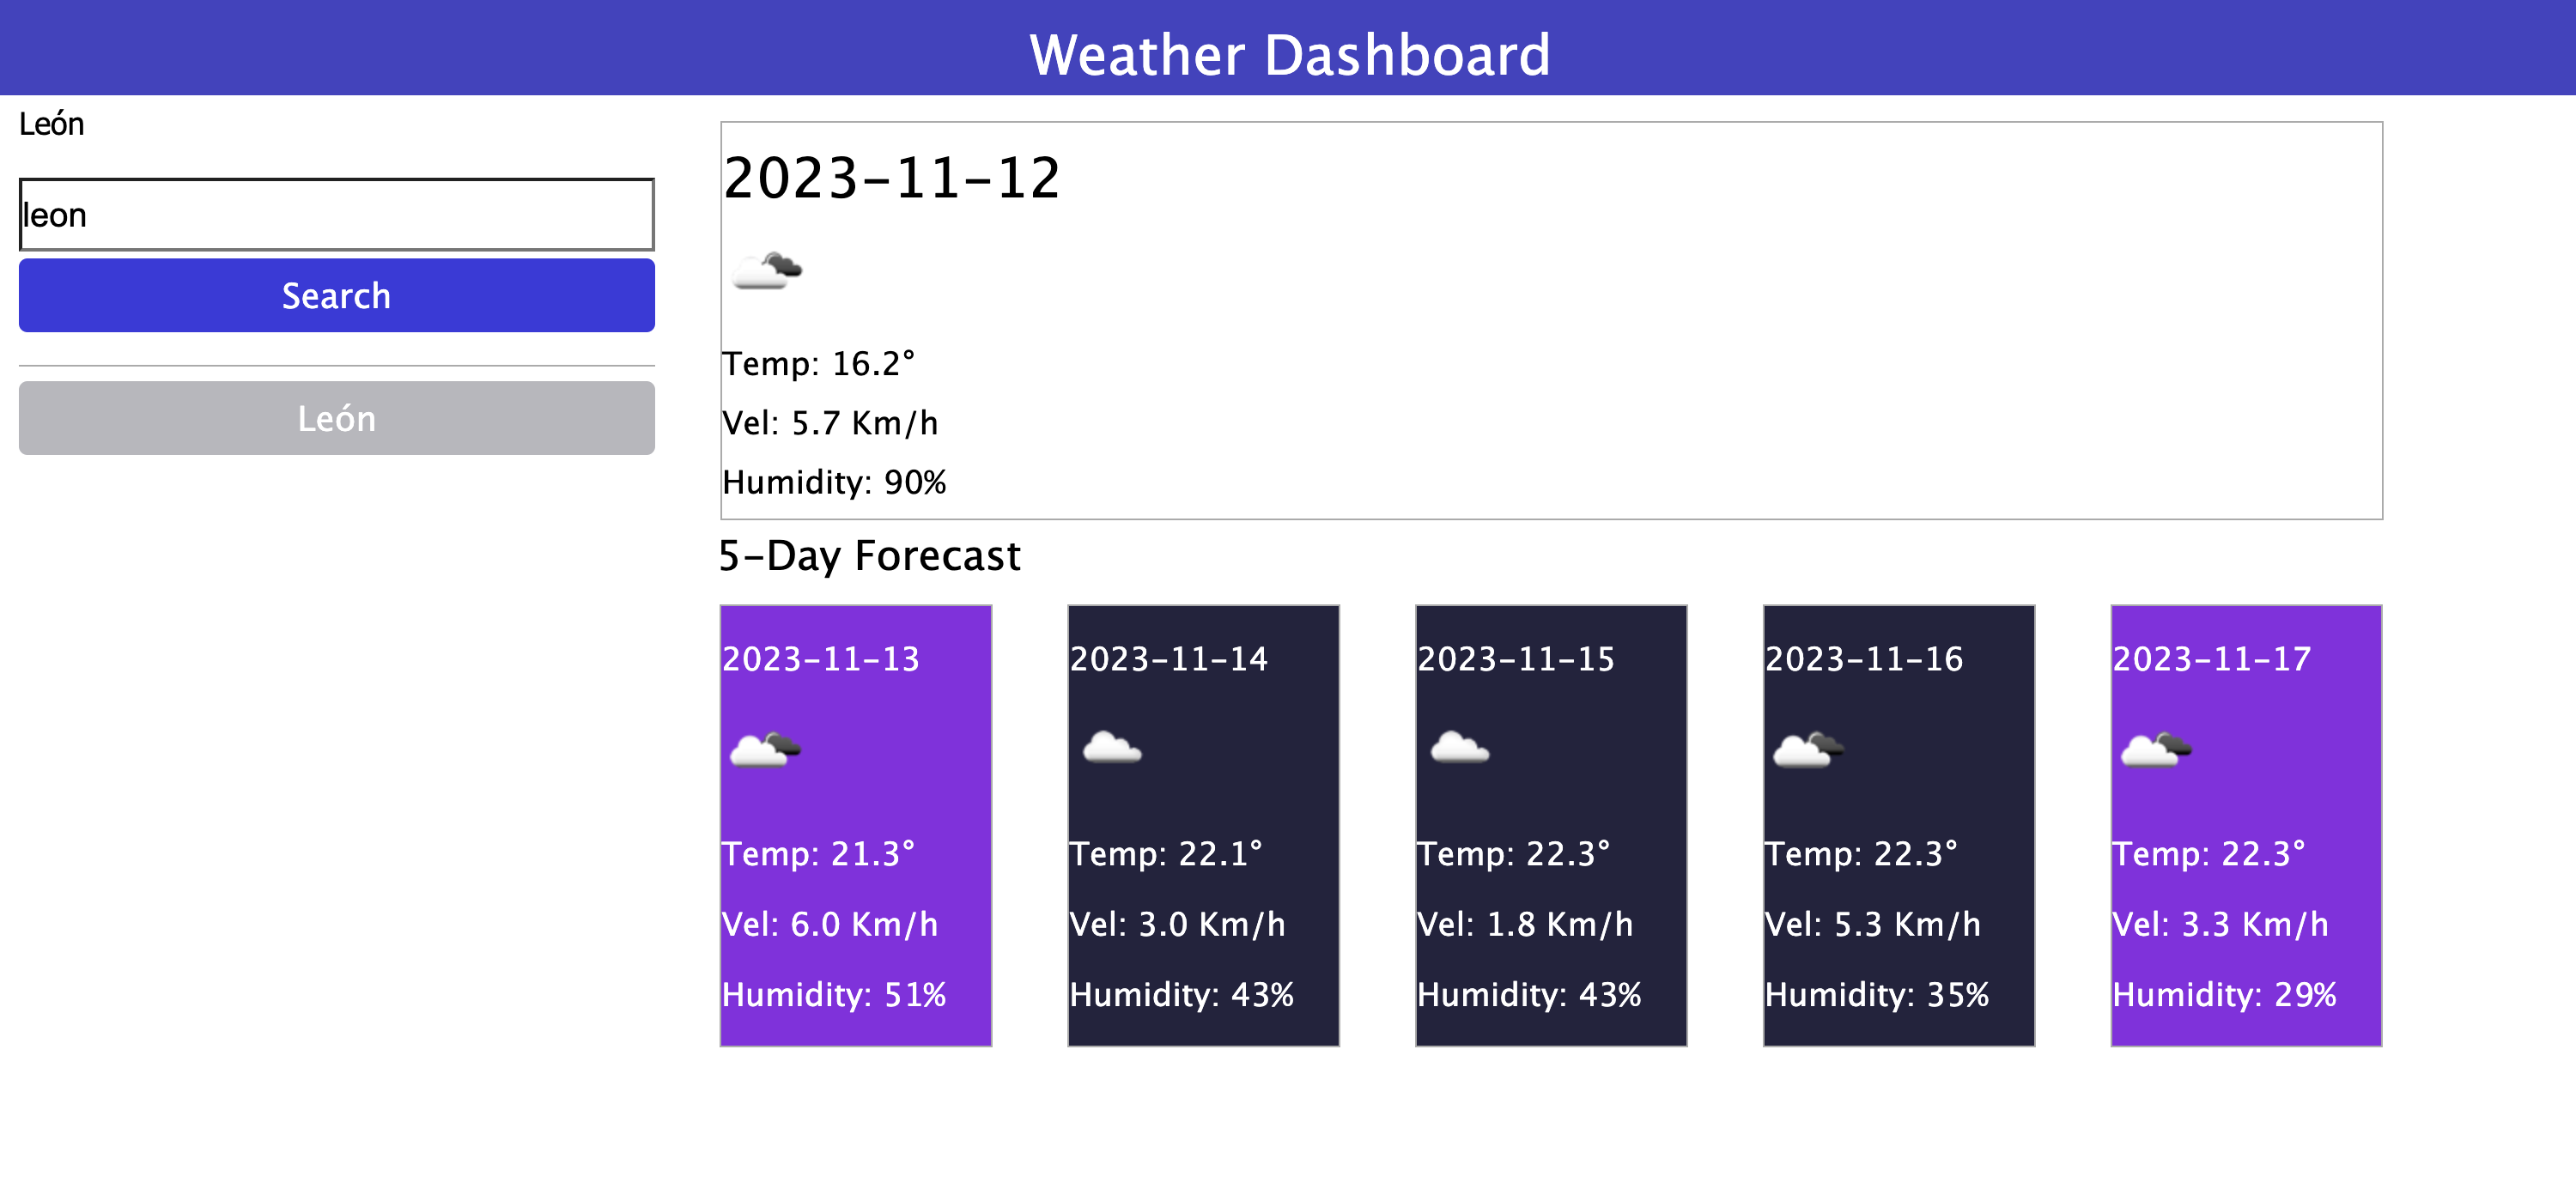 Weather Dashboard
León
leon
Search
León
2023-11-12
Temp: 16.2°
Vel: 5.7 Km/h
Humidity: 90%
5-Day Forecast
2023-11-13
Temp: 21.3°
Vel: 6.0 Km/h
Humidity: 51%
2023-11-14
Temp: 22.1°
Vel: 3.0 Km/h
Humidity: 43%
2023-11-15
Temp: 22.3°
Vel: 1.8 Km/h
Humidity: 43%
2023-11-16
Temp: 22.3°
Vel: 5.3 Km/h
Humidity: 35%
2023-11-17
Temp: 22.3°
Vel: 3.3 Km/h
Humidity: 29%